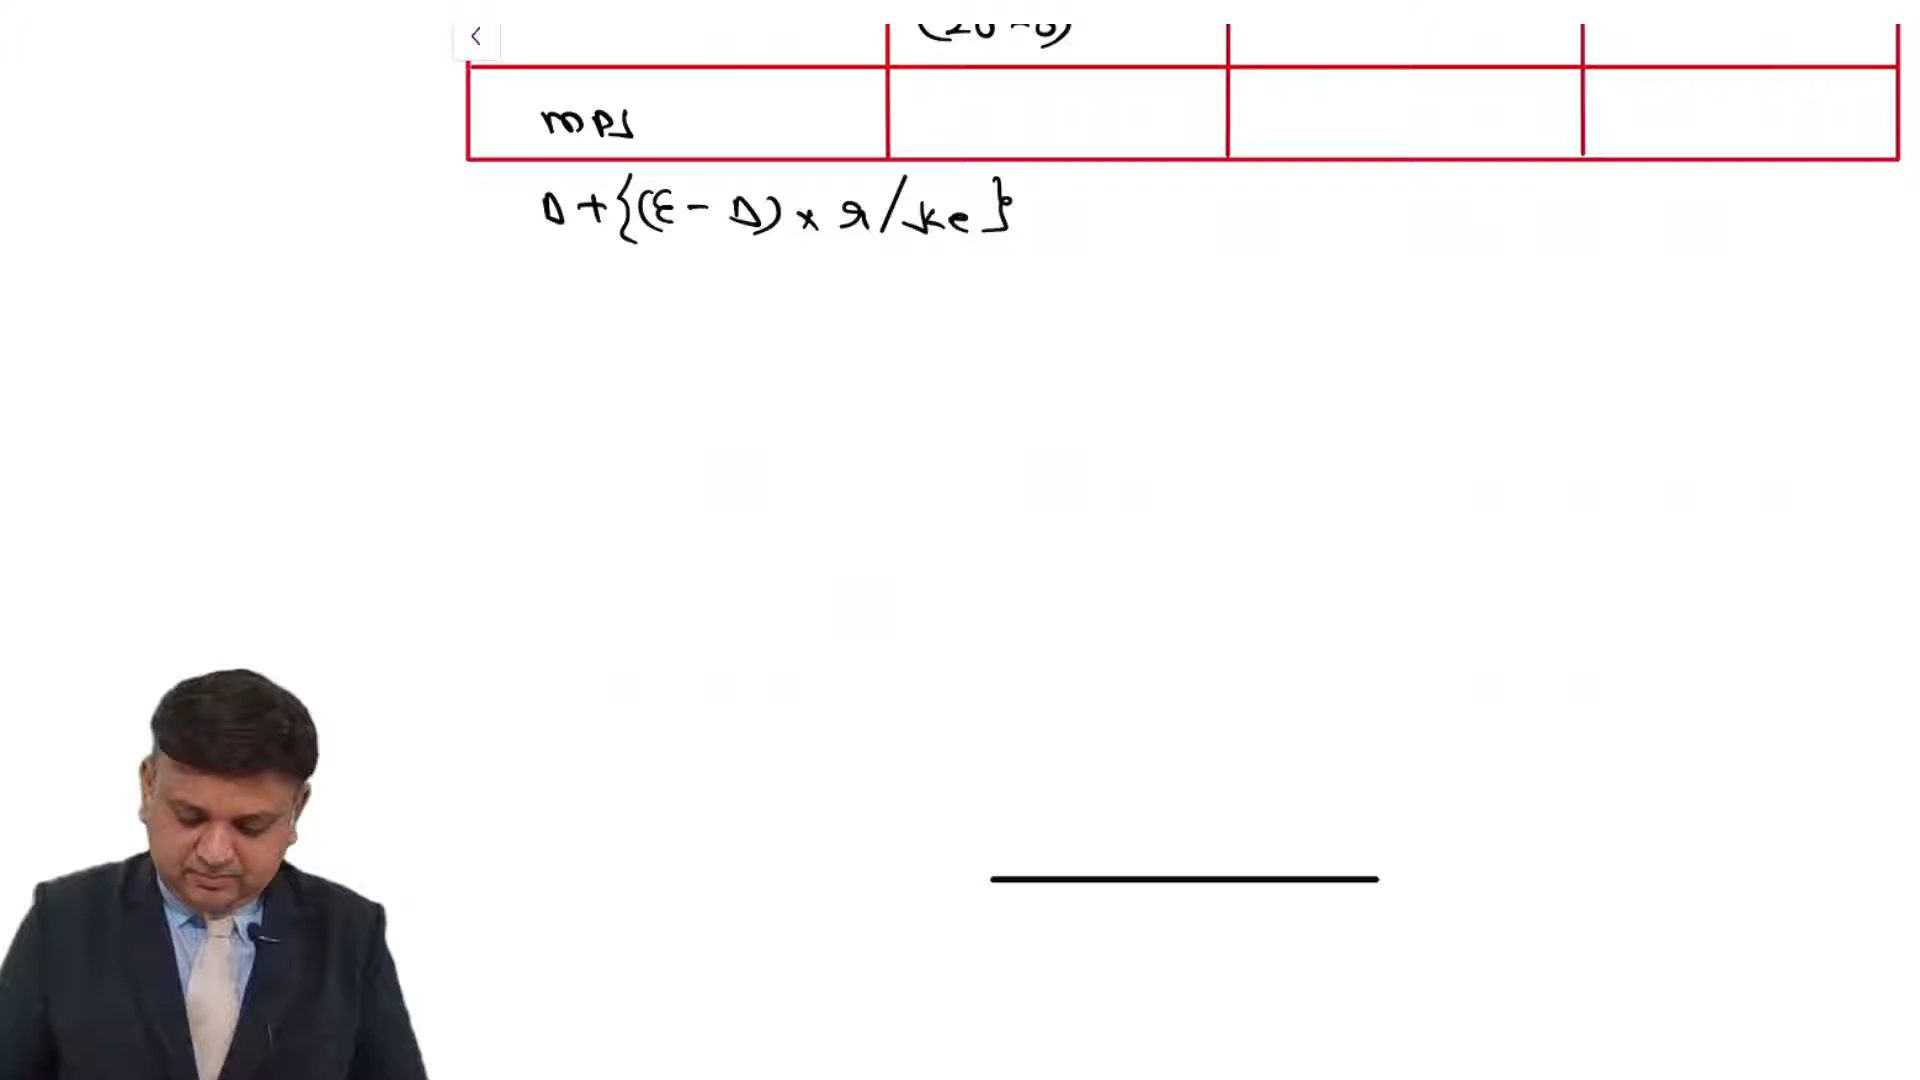 MPS
D + {(E - D) × r/ke}